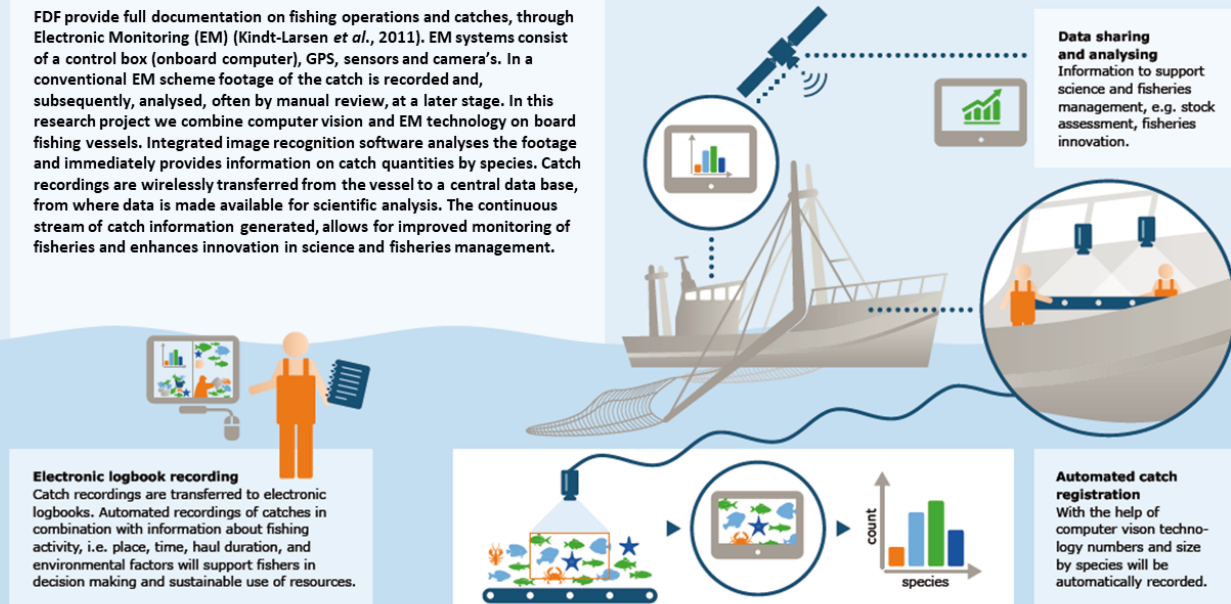 FDF provide full documentation on fishing operations and catches, through
Electronic Monitoring (EM) (Kindt-Larsen et al., 2011). EM systems consist
of a control box (onboard computer), GPS, sensors and camera's. In a
conventional EM scheme footage of the catch is recorded and,
subsequently, analysed, often by manual review, at a later stage. In this
research project we combine computer vision and EM technology on board
fishing vessels. Integrated image recognition software analyses the footage
and immediately provides information on catch quantities by species. Catch
recordings are wirelessly transferred from the vessel to a central data base,
from where data is made available for scientific analysis. The continuous
stream of catch information generated, allows for improved monitoring of
fisheries and enhances innovation in science and fisheries management.
Data sharing
and analysing
Information to support
science and fisheries
management, e.g. stock
assessment, fisheries
innovation.
Electronic logbook recording
Catch recordings are transferred to electronic
logbooks. Automated recordings of catches in
combination with information about fishing
activity, i.e. place, time, haul duration, and
environmental factors will support fishers in
decision making and sustainable use of resources.
count
species
Automated catch
registration
With the help of
computer vison techno-
logy numbers and size
by species will be
automatically recorded.